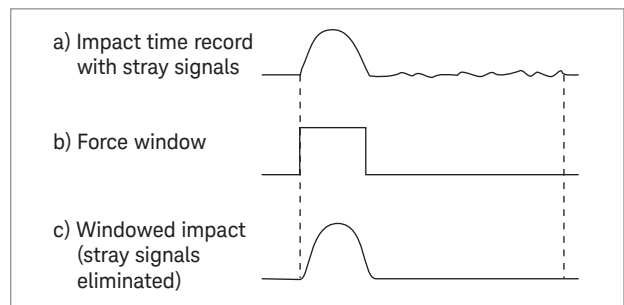 a) Impact time record
with stray signals
b) Force window
c) Windowed impact
(stray signals
eliminated)